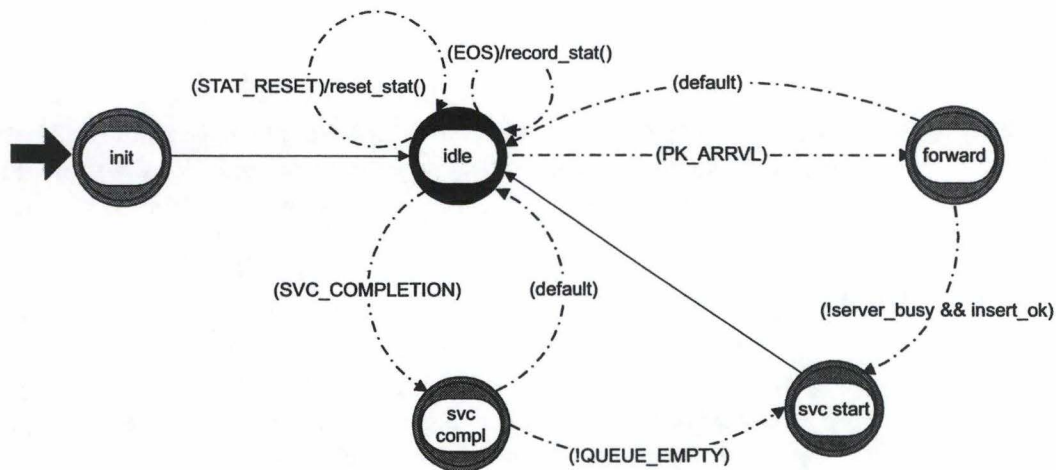 (EOS)/record_stat()
(STAT_RESET)/reset_stat()
(default)
init
idle
(PK_ARRVL)
forward
(SVC_COMPLETION)
(default)
(!server_busy && insert_ok)
svc
compl
svc start
(!QUEUE_EMPTY)